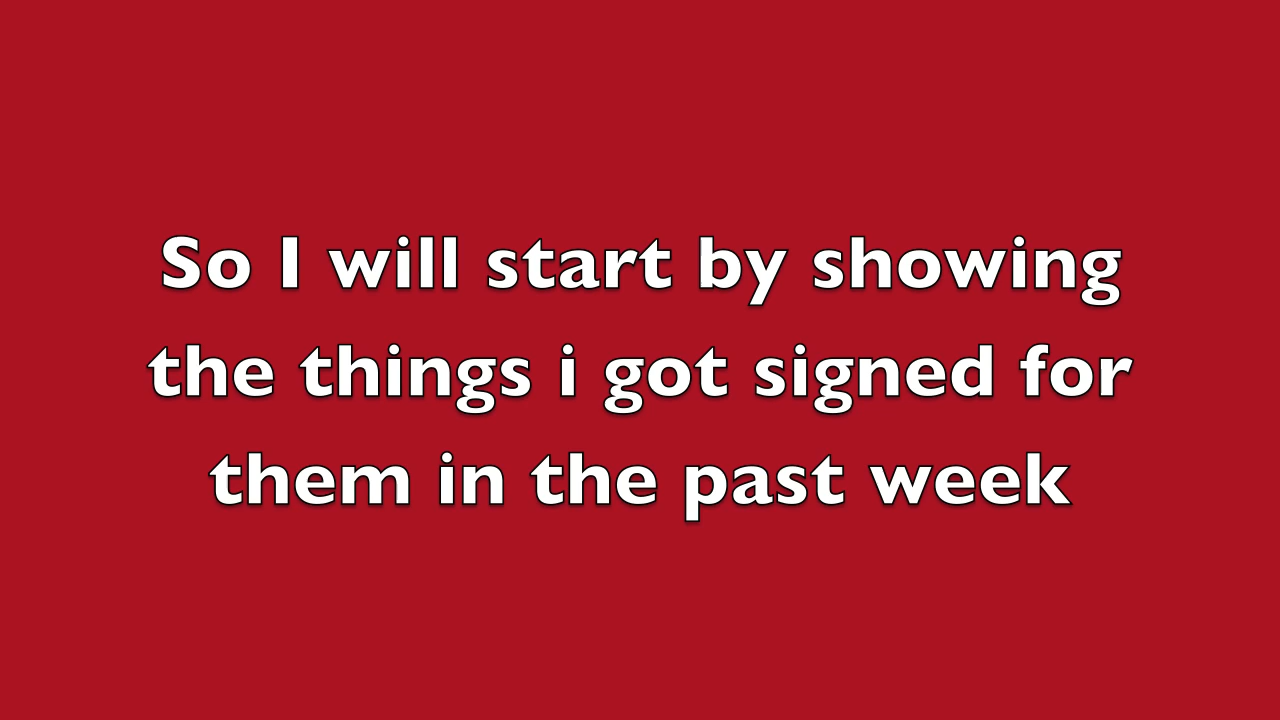 So I will start by showing
the things i got signed for
them in the past week